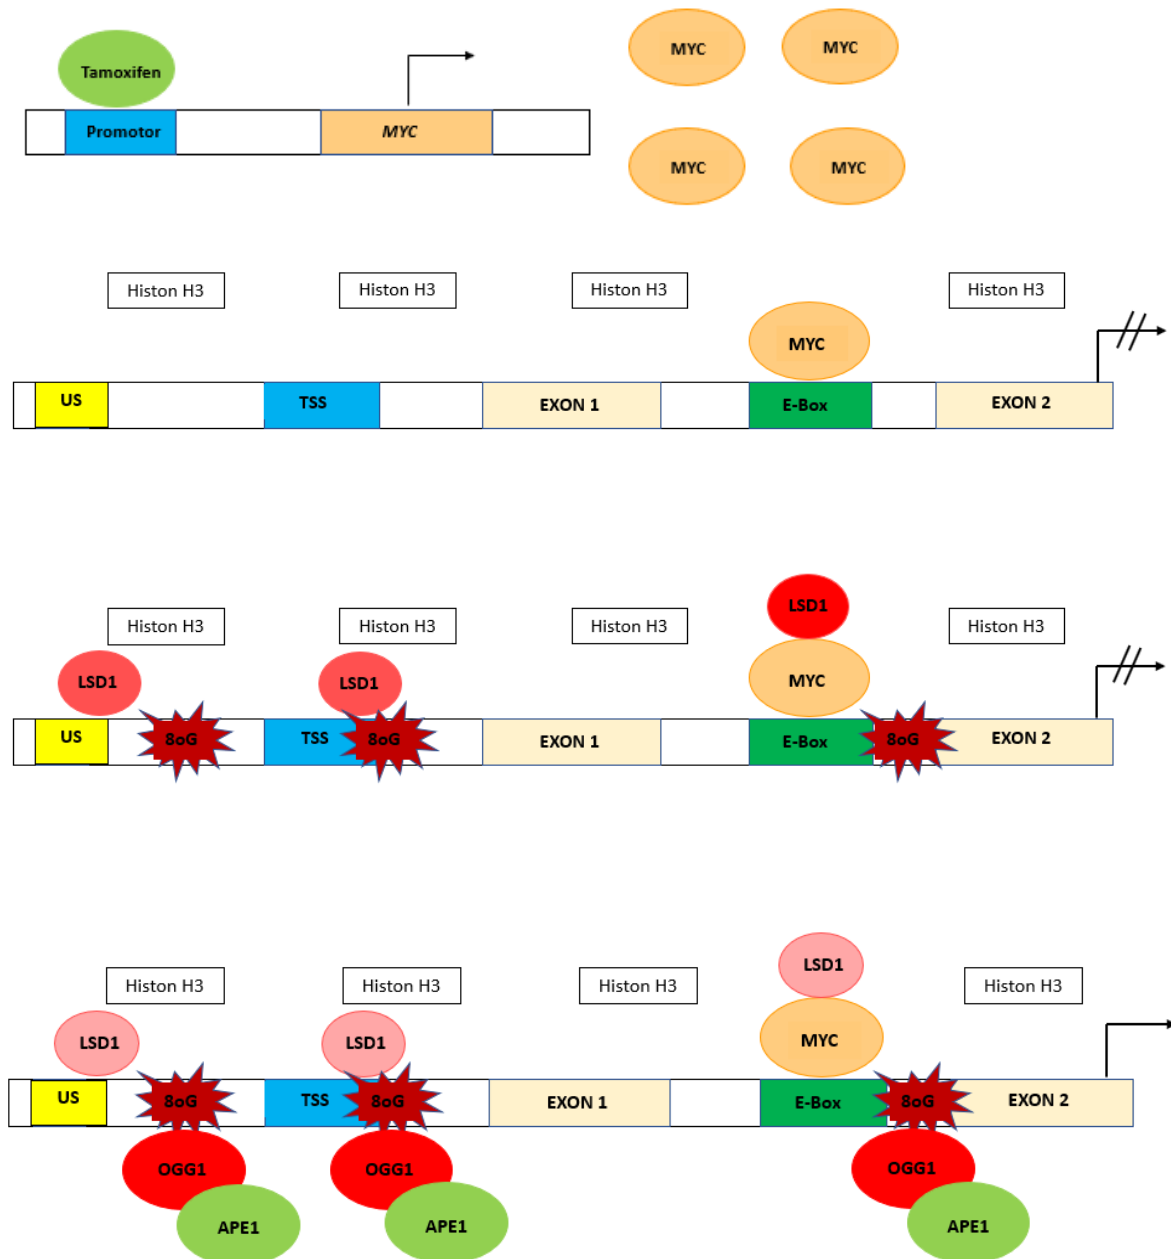 Tamoxifen
Promotor
MYC
MYC
MYC
MYC
MYC
Histon H3
Histon H3
Histon H3
Histon H3
MYC
US
TSS
EXON 1
E-Box
EXON 2
LSD1
Histon H3
Histon H3
Histon H3
Histon H3
LSD1
LSD1
MYC
US
8oG
TSS
8oG
EXON 1
E-Box
8oG
EXON 2
LSD1
Histon H3
Histon H3
Histon H3
Histon H3
LSD1
LSD1
MYC
US
8oG
TSS
8oG
EXON 1
E-Box
8oG
EXON 2
OGG1
OGG1
OGG1
APE1
APE1
APE1